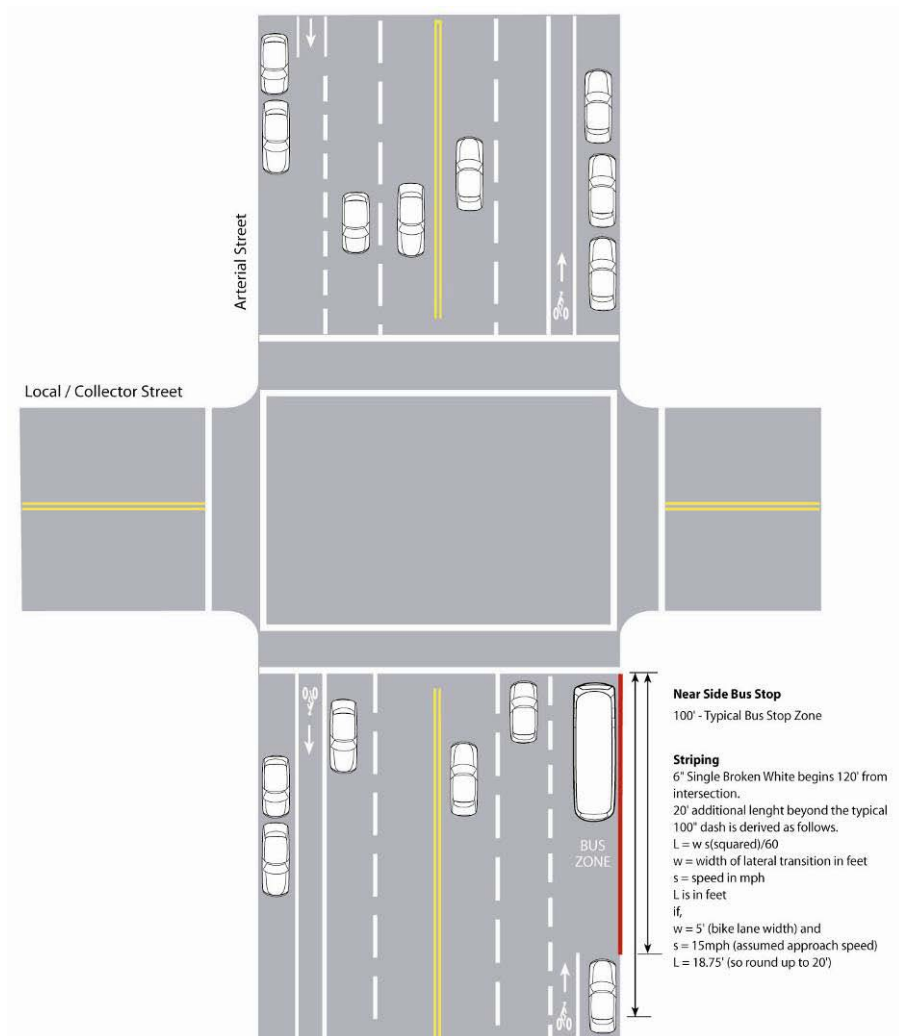 Arterial Street
Local / Collector Street
Near Side Bus Stop
100' - Typical Bus Stop Zone
Striping
6" Single Broken White begins 120' from
intersection.
20' additional lenght beyond the typical
100" dash is derived as follows.
L = w s(squared)/60
w = width of lateral transition in feet
s = speed in mph
L is in feet
if,
w = 5' (bike lane width) and
s = 15mph (assumed approach speed)
L = 18.75' (so round up to 20')
BUS
ZONE